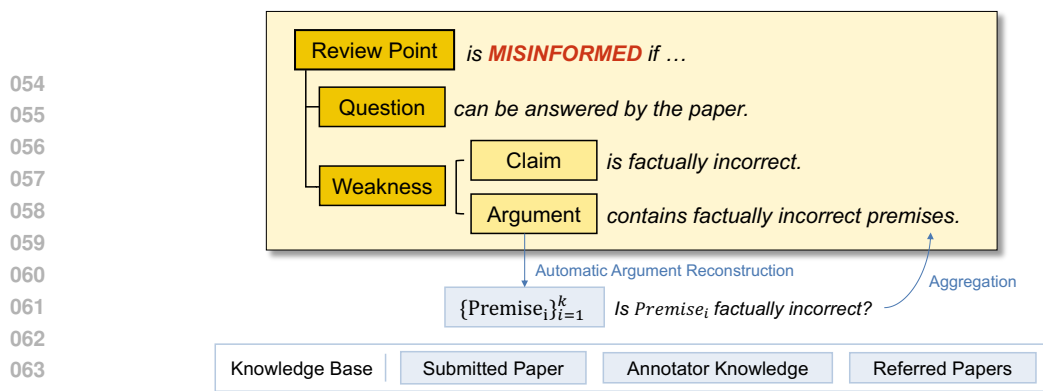 Review Point is MISINFORMED if …
054
Question can be answered by the paper.
055
056
Claim is factually incorrect.
057
Weakness
058
Argument contains factually incorrect premises.
059
060
Automatic Argument Reconstruction Aggregation
061
{Premise_i}_{i=1}^k Is Premise_i factually incorrect?
062
063
Knowledge Base Submitted Paper Annotator Knowledge Referred Papers